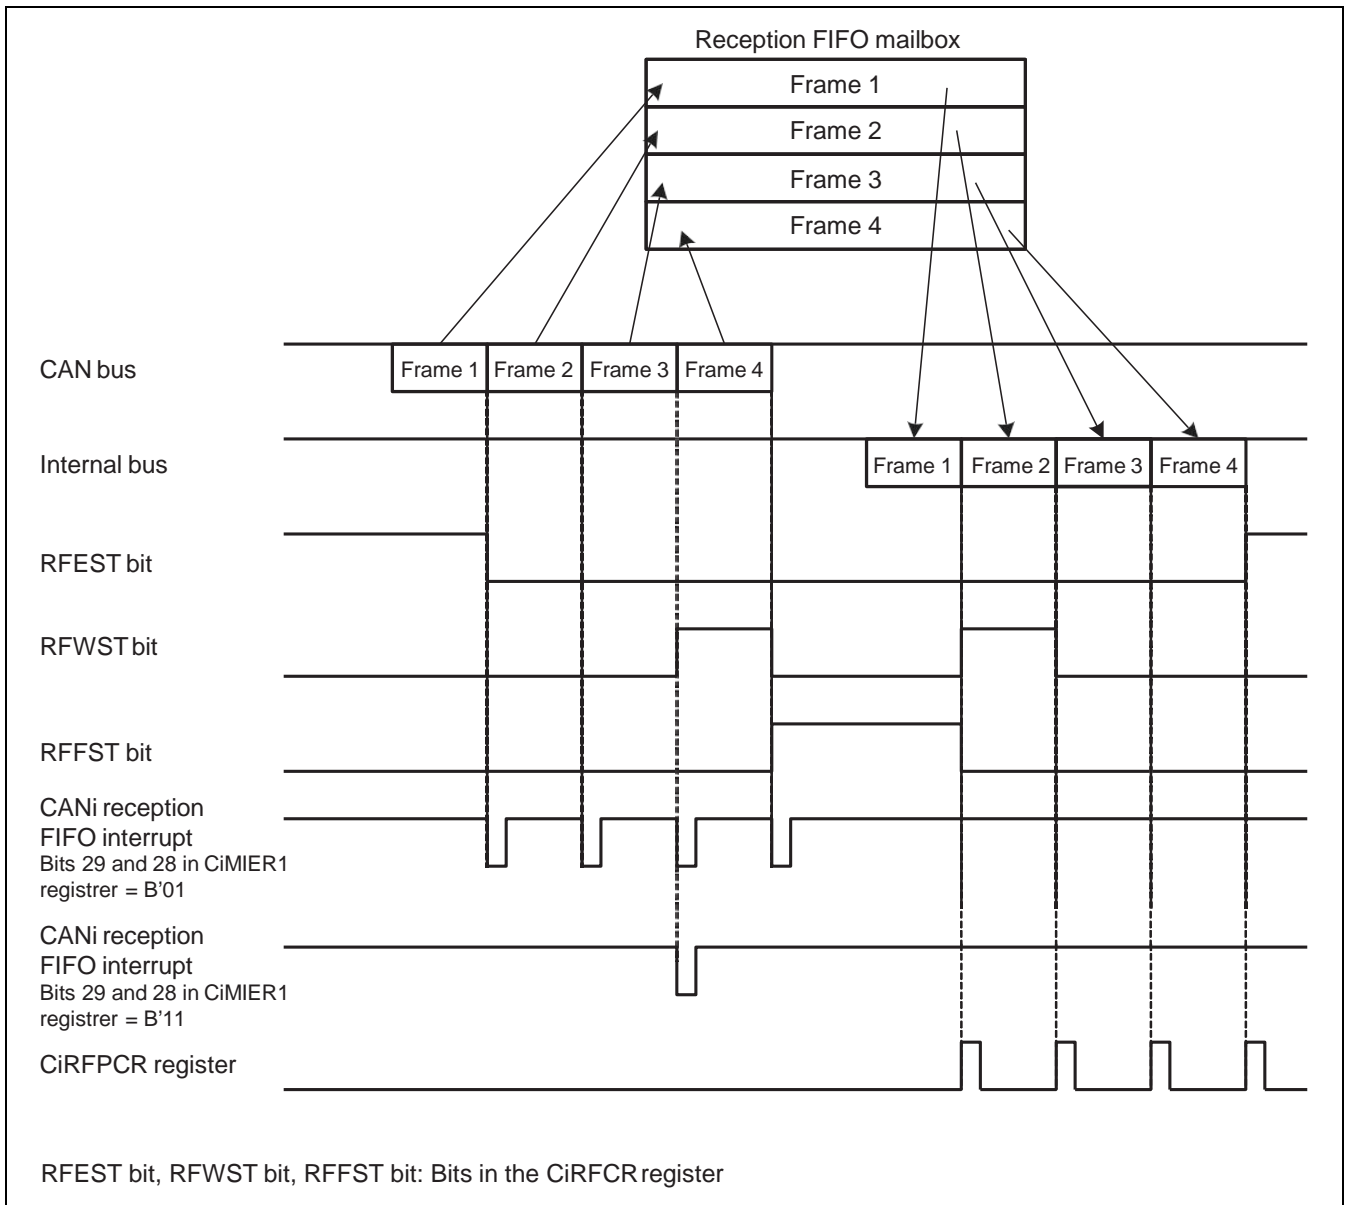 Reception FIFO mailbox
Frame 1
Frame 2
Frame 3
Frame 4
CAN bus
Frame 1 Frame 2 Frame 3 Frame 4
Internal bus
Frame 1 Frame 2 Frame 3 Frame 4
RFEST bit
RFWST bit
RFFST bit
CANi reception
FIFO interrupt
Bits 29 and 28 in CiMIER1
registrer = B'01
CANi reception
FIFO interrupt
Bits 29 and 28 in CiMIER1
registrer = B'11
CiRFPCR register
RFEST bit, RFWST bit, RFFST bit: Bits in the CiRFCR register